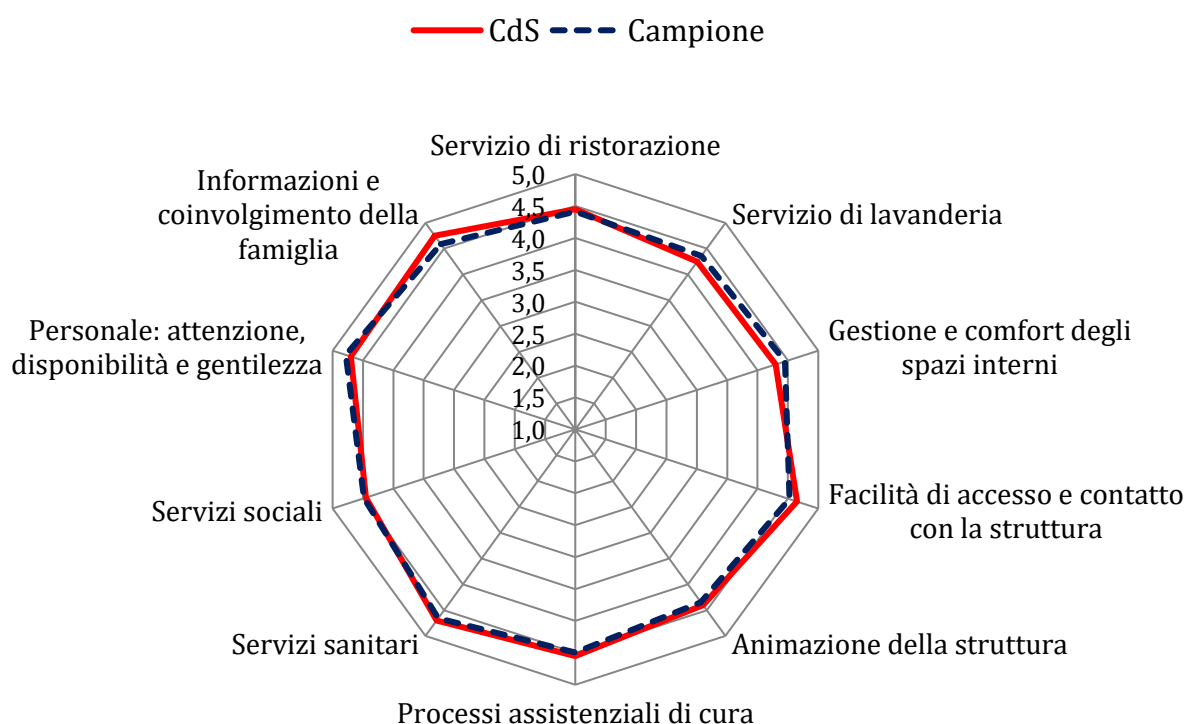 CdS Campione
Servizio di ristorazione
Informazioni e
coinvolgimento della
famiglia
Servizio di lavanderia
Personale: attenzione,
disponibilità e gentilezza
Gestione e comfort degli
spazi interni
5,0
4,5
4,0
3,5
3,0
2,5
2,0
1,5
1,0
Servizi sociali
Facilità di accesso e contatto
con la struttura
Servizi sanitari
Animazione della struttura
Processi assistenziali di cura